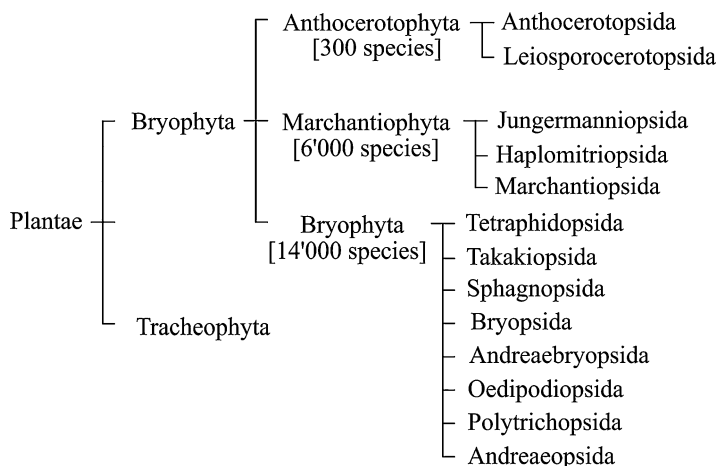 Anthocerotophyta
[300 species]
Anthocerotopsida
Leiosporocerotopsida
Bryophyta
Marchantiophyta
[6'000 species]
Jungermanniopsida
Haplomitriopsida
Marchantiopsida
Plantae
Bryophyta
[14'000 species]
Tetraphidopsida
Takakiopsida
Sphagnopsida
Bryopsida
Tracheophyta
Andreaebryopsida
Oedipodiopsida
Polytrichopsida
Andreaeopsida